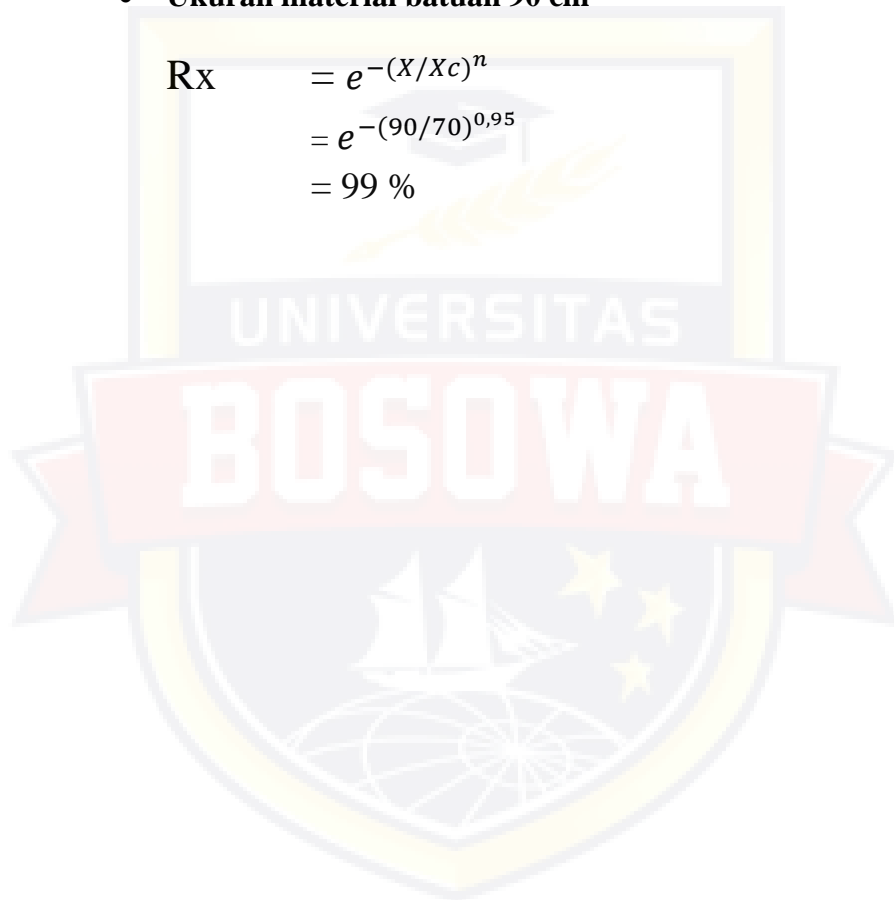 • Ukuran material batuan 90 cm
Rx = e^{-(X/Xc)^n}
= e^{-(90/70)^{0,95}}
= 99 %
UNIVERSITAS
BOSOWA